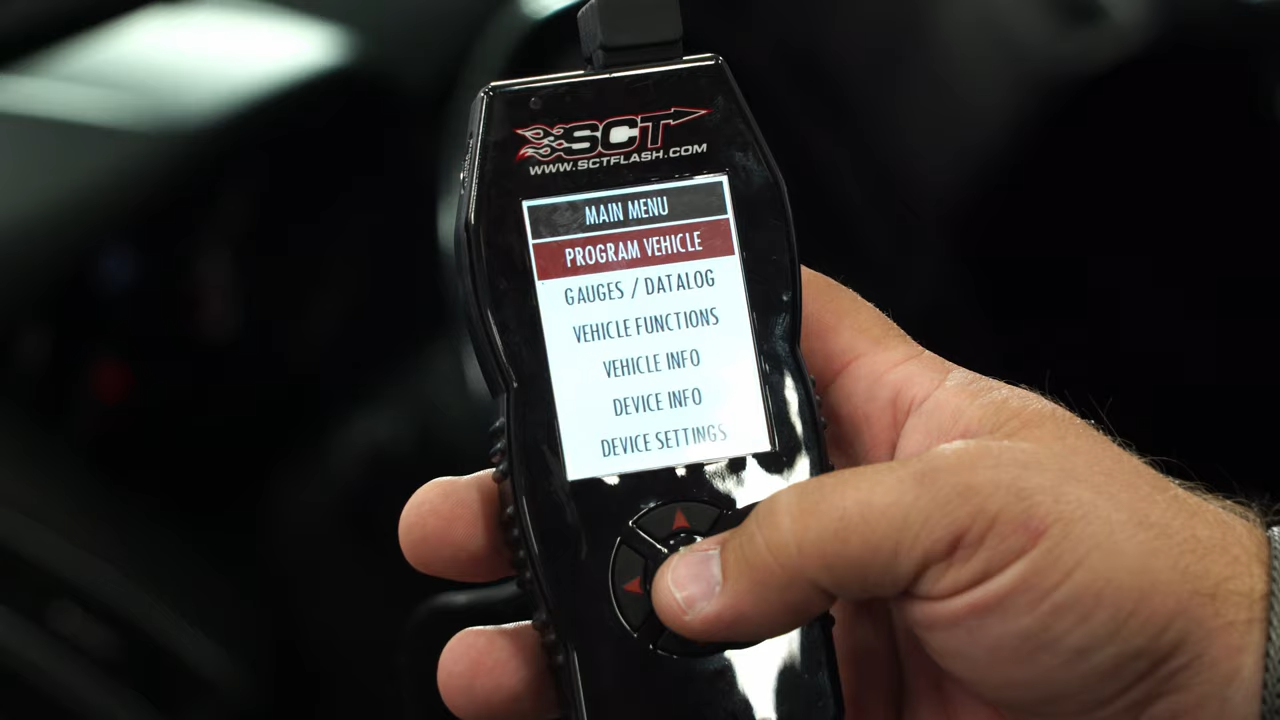 SCT
WWW.SCTFLASH.COM
MAIN MENU
PROGRAM VEHICLE
GAUGES / DATALOG
VEHICLE FUNCTIONS
VEHICLE INFO
DEVICE INFO
DEVICE SETTINGS